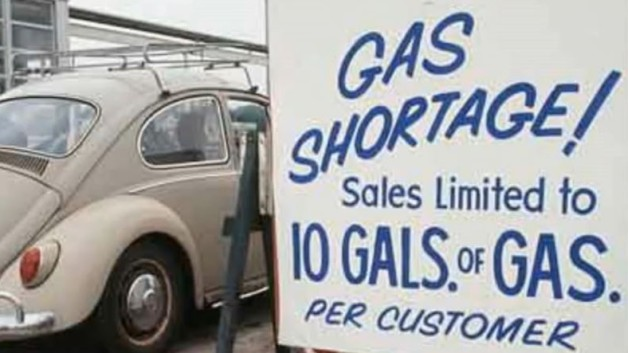 GAS
SHORTAGE!
Sales Limited to
10 GALS. OF GAS.
PER CUSTOMER